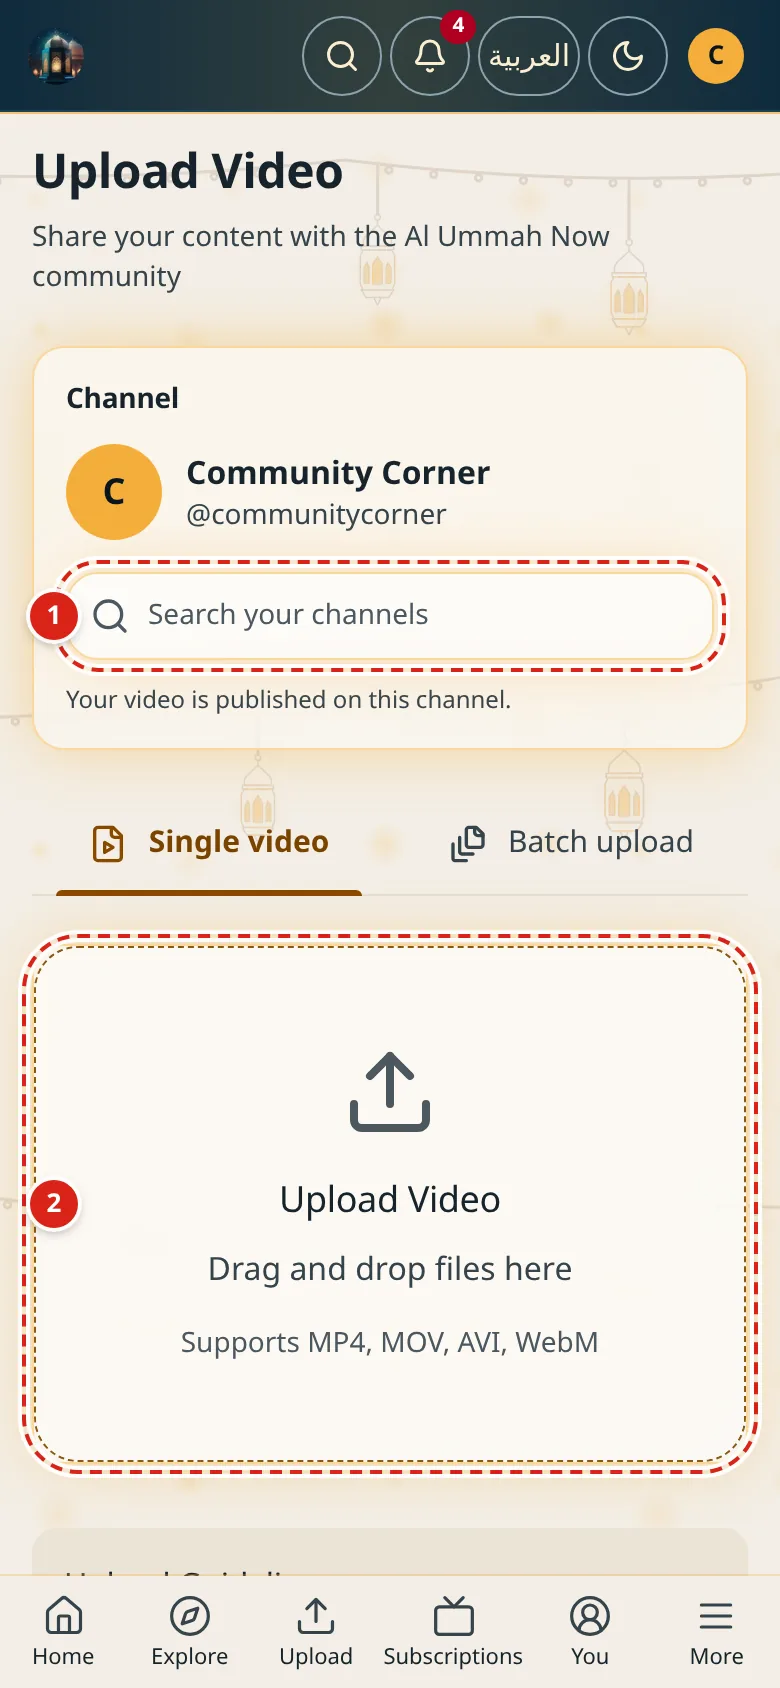 4
العربية
C
Upload Video
Share your content with the Al Ummah Now
community
Channel
C
Community Corner
@communitycorner
1
Search your channels
Your video is published on this channel.
Single video
Batch upload
2
Upload Video
Drag and drop files here
Supports MP4, MOV, AVI, WebM
Home
Explore
Upload
Subscriptions
You
More